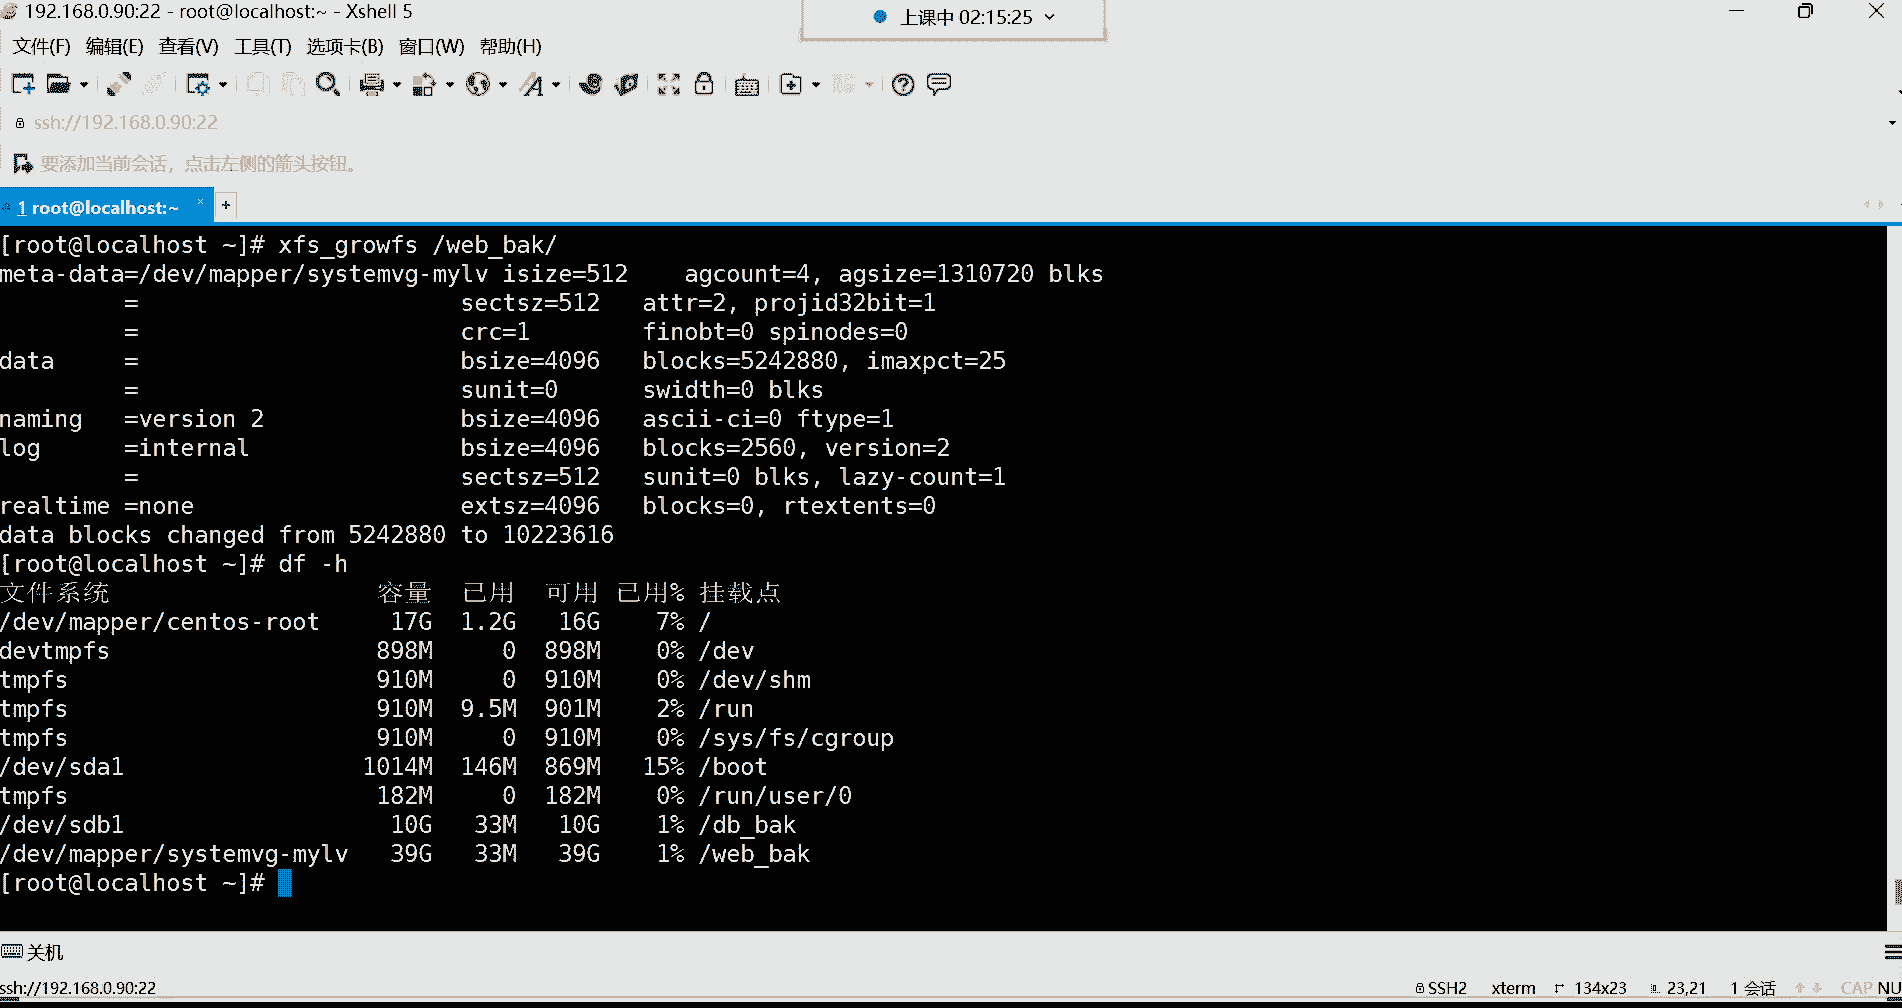 192.168.0.90:22 - root@localhost:~ - Xshell 5
上课中 02:15:25
文件(F) 编辑(E) 查看(V) 工具(T) 选项卡(B) 窗口(W) 帮助(H)
ssh://192.168.0.90:22
要添加当前会话，点击左侧的箭头按钮。
1 root@localhost:~ × +
[root@localhost ~]# xfs_growfs /web_bak/
meta-data=/dev/mapper/systemvg-mylv isize=512    agcount=4, agsize=1310720 blks
         =                       sectsz=512   attr=2, projid32bit=1
         =                       crc=1        finobt=0 spinodes=0
data     =                       bsize=4096   blocks=5242880, imaxpct=25
         =                       sunit=0      swidth=0 blks
naming   =version 2              bsize=4096   ascii-ci=0 ftype=1
log      =internal               bsize=4096   blocks=2560, version=2
         =                       sectsz=512   sunit=0 blks, lazy-count=1
realtime =none                   extsz=4096   blocks=0, rtextents=0
data blocks changed from 5242880 to 10223616
[root@localhost ~]# df -h
文件系统                   容量  已用  可用 已用% 挂载点
/dev/mapper/centos-root     17G  1.2G   16G    7% /
devtmpfs                   898M     0  898M    0% /dev
tmpfs                      910M     0  910M    0% /dev/shm
tmpfs                      910M  9.5M  901M    2% /run
tmpfs                      910M     0  910M    0% /sys/fs/cgroup
/dev/sda1                 1014M  146M  869M   15% /boot
tmpfs                      182M     0  182M    0% /run/user/0
/dev/sdb1                   10G   33M   10G    1% /db_bak
/dev/mapper/systemvg-mylv   39G   33M   39G    1% /web_bak
[root@localhost ~]#
关机
ssh://192.168.0.90:22 SSH2 xterm 134x23 23,21 1 会话 CAP NU